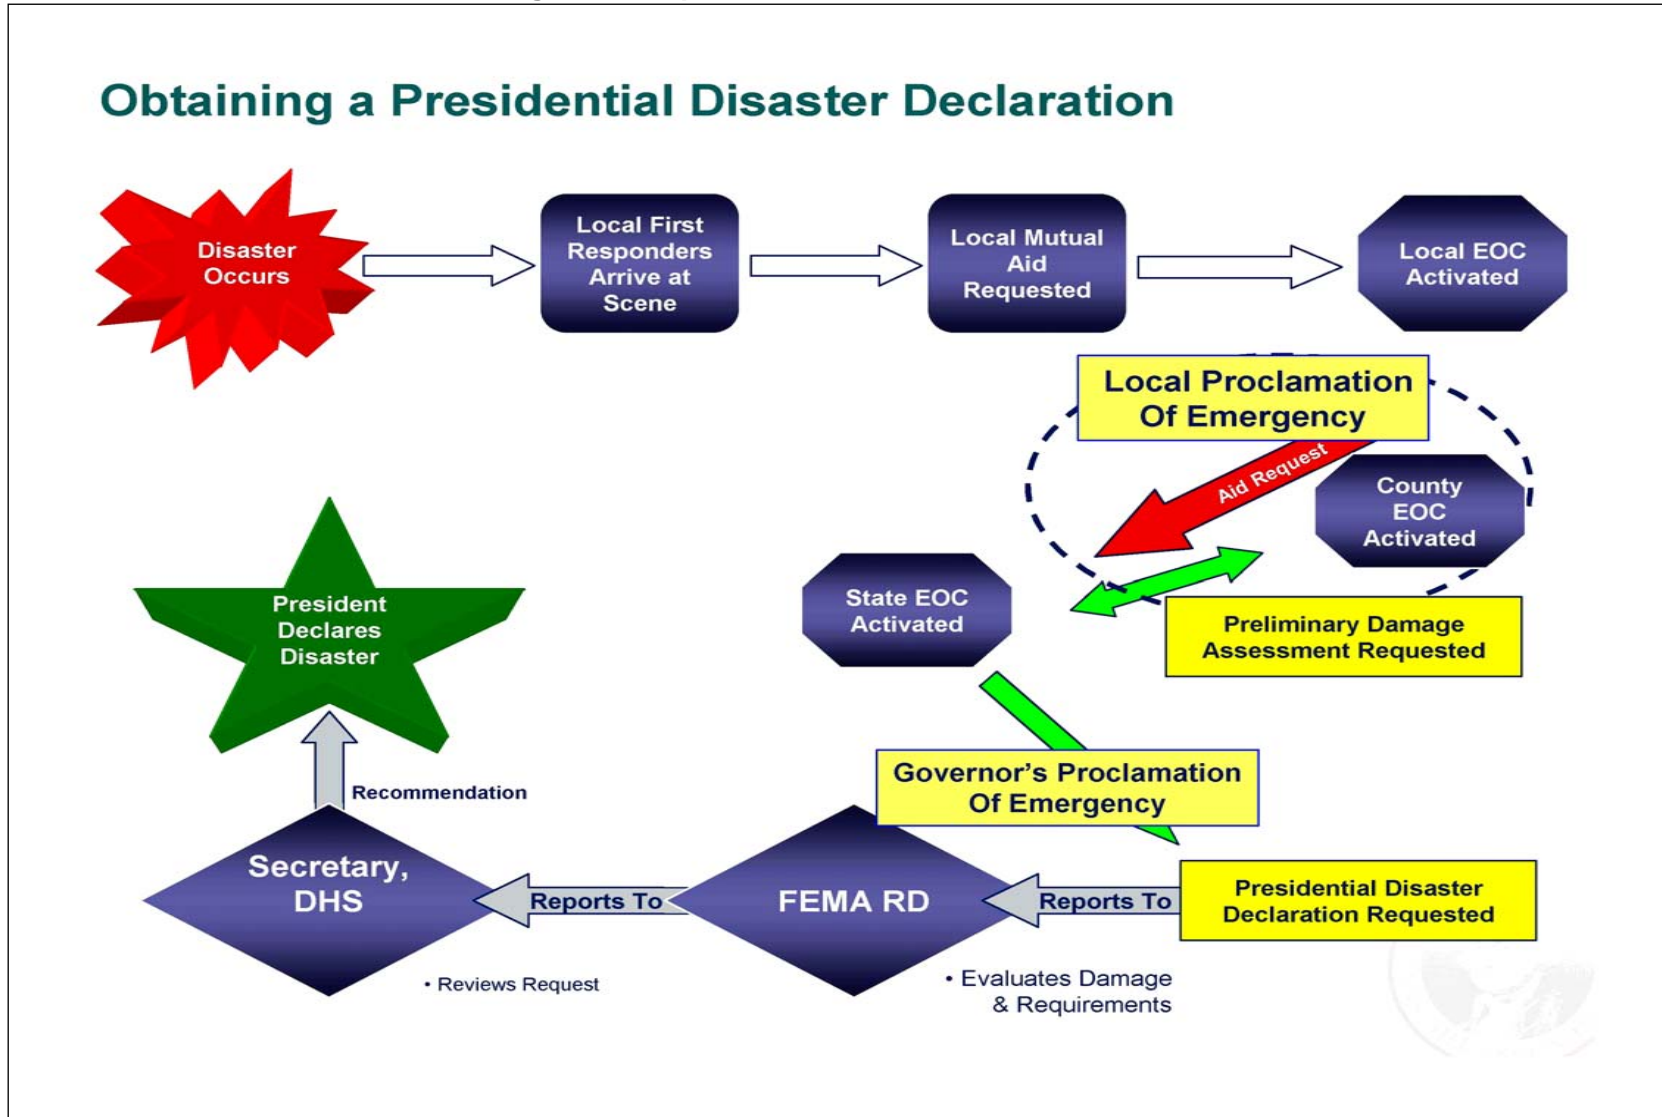 Obtaining a Presidential Disaster Declaration
Disaster
Occurs
Local First
Responders
Arrive at
Scene
Local Mutual
Aid
Requested
Local EOC
Activated
Local Proclamation
Of Emergency
Aid Request
County
EOC
Activated
State EOC
Activated
Preliminary Damage
Assessment Requested
President
Declares
Disaster
Governor's Proclamation
Of Emergency
Recommendation
Secretary,
DHS
Reports To
FEMA RD
Reports To
Presidential Disaster
Declaration Requested
• Reviews Request
• Evaluates Damage
& Requirements